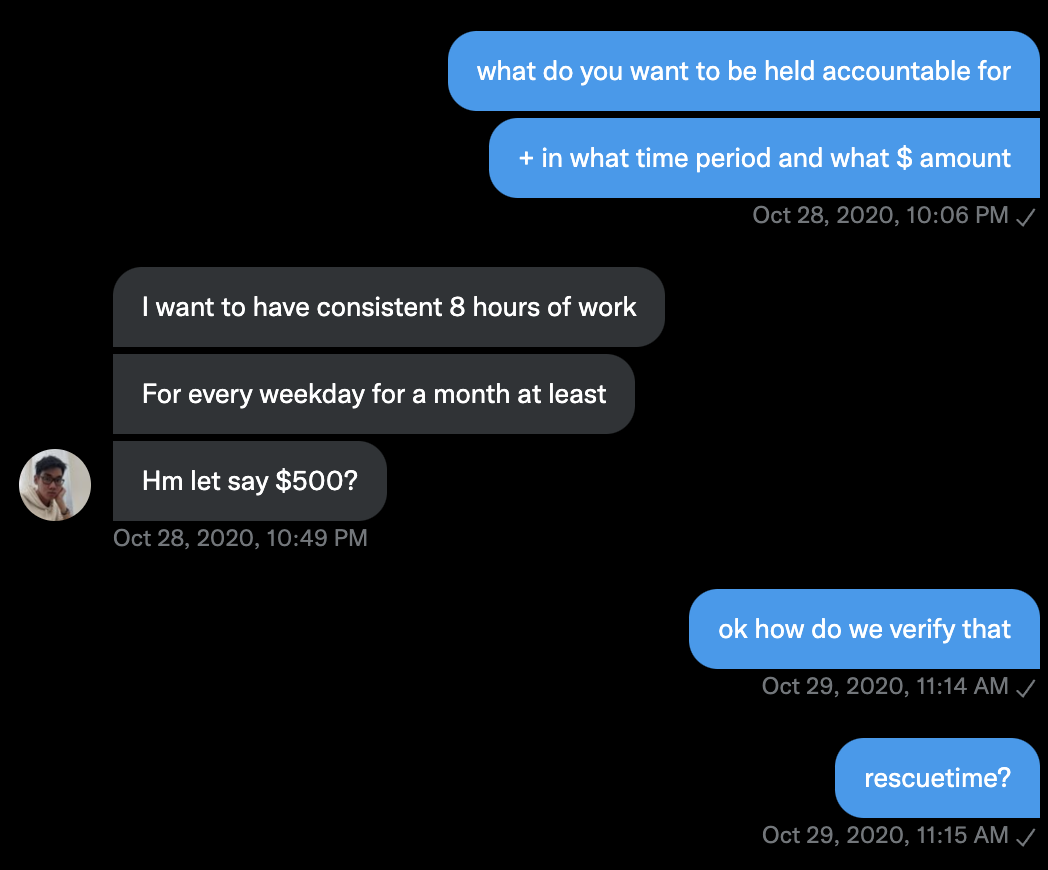 what do you want to be held accountable for
+ in what time period and what $ amount
Oct 28, 2020, 10:06 PM ✓
I want to have consistent 8 hours of work
For every weekday for a month at least
Hm let say $500?
Oct 28, 2020, 10:49 PM
ok how do we verify that
Oct 29, 2020, 11:14 AM ✓
rescuetime?
Oct 29, 2020, 11:15 AM ✓